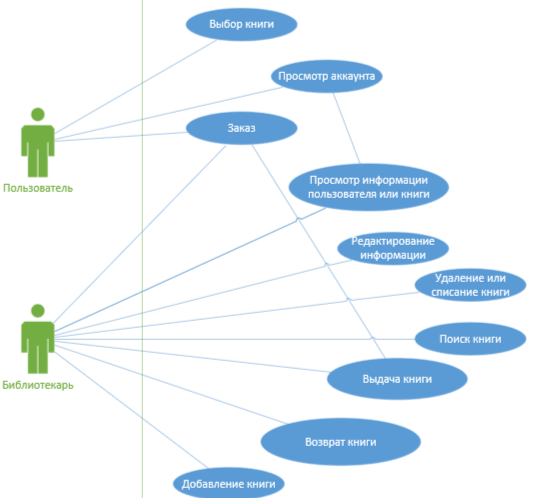 Выбор книги
Просмотр аккаунта
Заказ
Пользователь
Просмотр информации
пользователя или книги
Редактирование
информации
Удаление или
списание книги
Поиск книги
Библиотекарь
Выдача книги
Возврат книги
Добавление книги